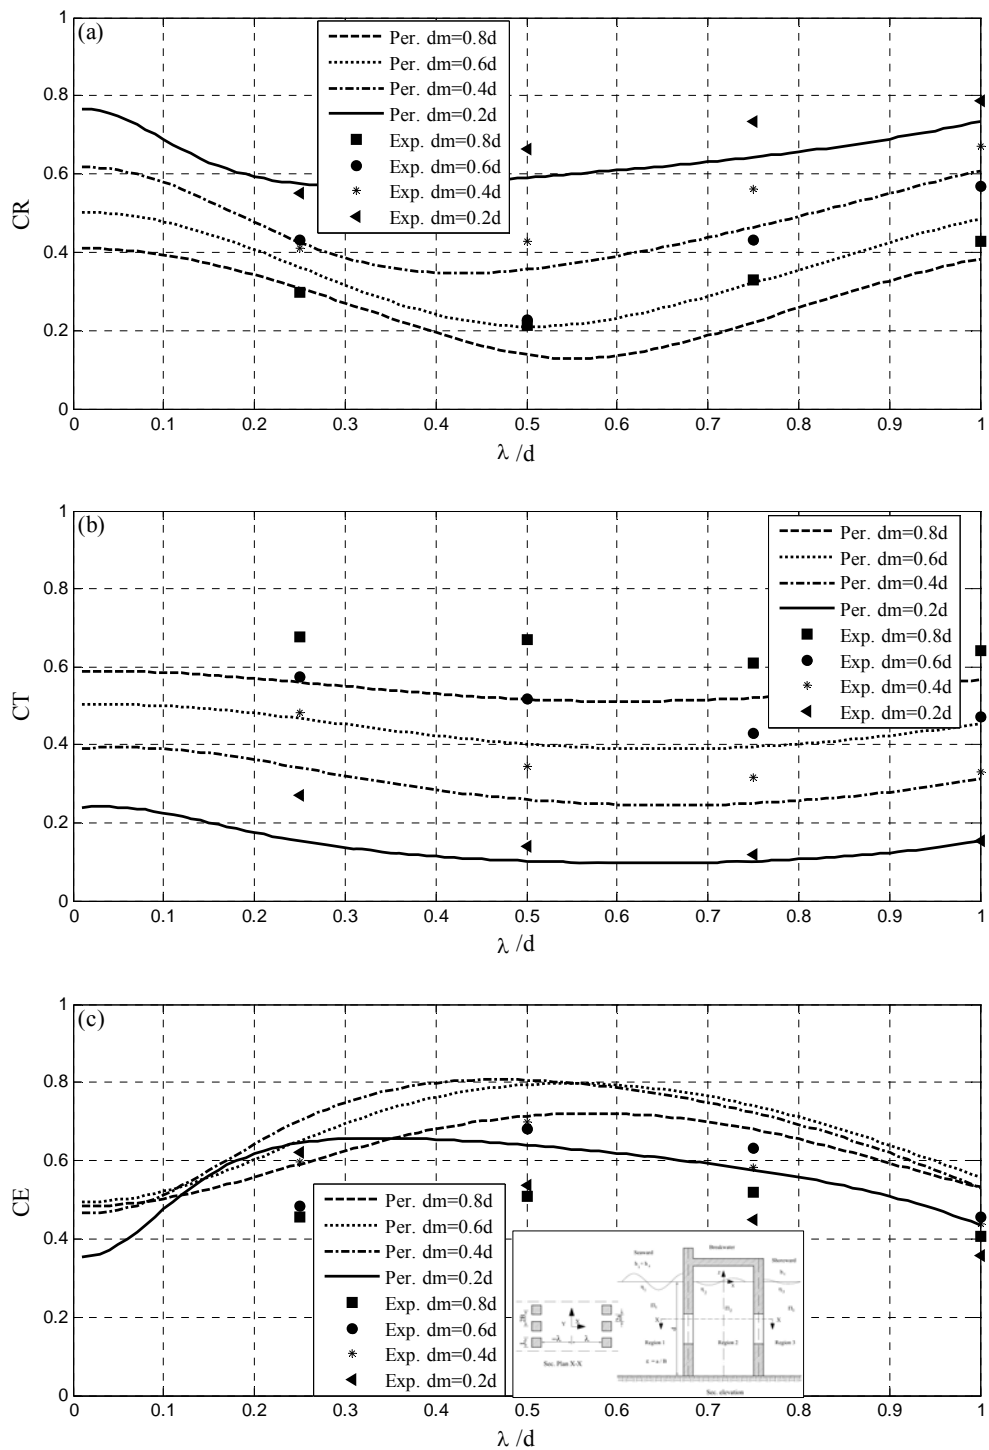 (a)
1
0.8
0.6
0.4
0.2
0
CR
Per. dm=0.8d
Per. dm=0.6d
Per. dm=0.4d
Per. dm=0.2d
Exp. dm=0.8d
Exp. dm=0.6d
Exp. dm=0.4d
Exp. dm=0.2d
0 0.1 0.2 0.3 0.4 0.5 0.6 0.7 0.8 0.9 1
λ /d
(b)
1
0.8
0.6
0.4
0.2
0
CT
Per. dm=0.8d
Per. dm=0.6d
Per. dm=0.4d
Per. dm=0.2d
Exp. dm=0.8d
Exp. dm=0.6d
Exp. dm=0.4d
Exp. dm=0.2d
0 0.1 0.2 0.3 0.4 0.5 0.6 0.7 0.8 0.9 1
λ /d
(c)
1
0.8
0.6
0.4
0.2
0
CE
Per. dm=0.8d
Per. dm=0.6d
Per. dm=0.4d
Per. dm=0.2d
Exp. dm=0.8d
Exp. dm=0.6d
Exp. dm=0.4d
Exp. dm=0.2d
Seaward
Breakwater
Shoreward
Region 1
Region 2
Region 3
Sec. Plan X-X
Sec. elevation
0 0.1 0.2 0.3 0.4 0.5 0.6 0.7 0.8 0.9 1
λ /d